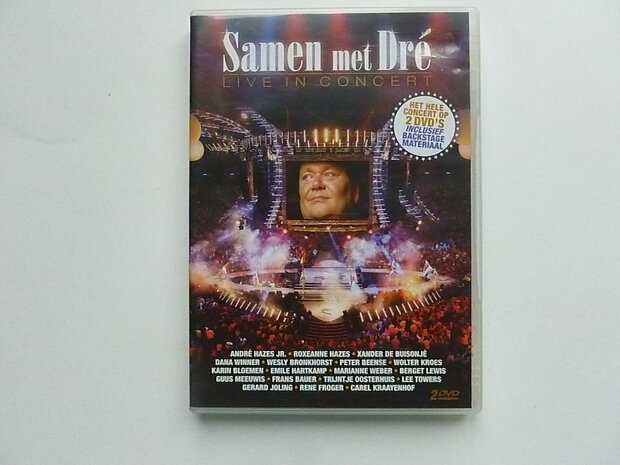 Samen met Dré
LIVE IN CONCERT
HET HELE
CONCERT OP
2 DVD'S
INCLUSIEF
BACKSTAGE
MATERIAAL
ANDRÉ HAZES JR. • ROXEANNE HAZES • XANDER DE BUISONJÉ
DANA WINNER • WESLY BRONKHORST • PETER BEENSE • WOLTER KROES
KARIN BLOEMEN • EMILE HARTKAMP • MARIANNE WEBER • BERGET LEWIS
GUUS MEEUWIS • FRANS BAUER • TRIJNTJE OOSTERHUIS • LEE TOWERS
GERARD JOLING • RENE FROGER • CAREL KRAAYENHOF
2 DVD